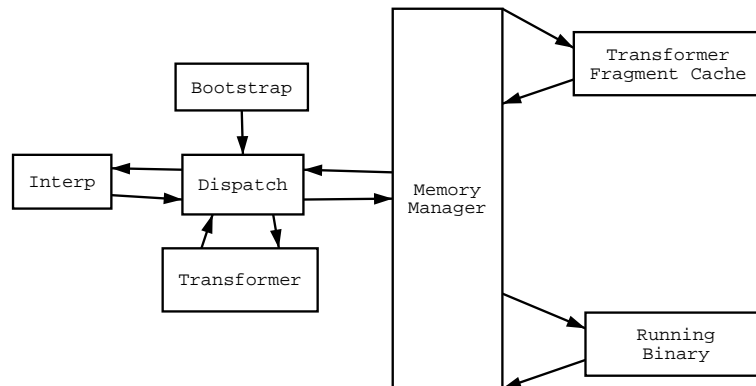 Transformer
Fragment Cache
Bootstrap
Interp
Dispatch
Memory
Manager
Transformer
Running
Binary